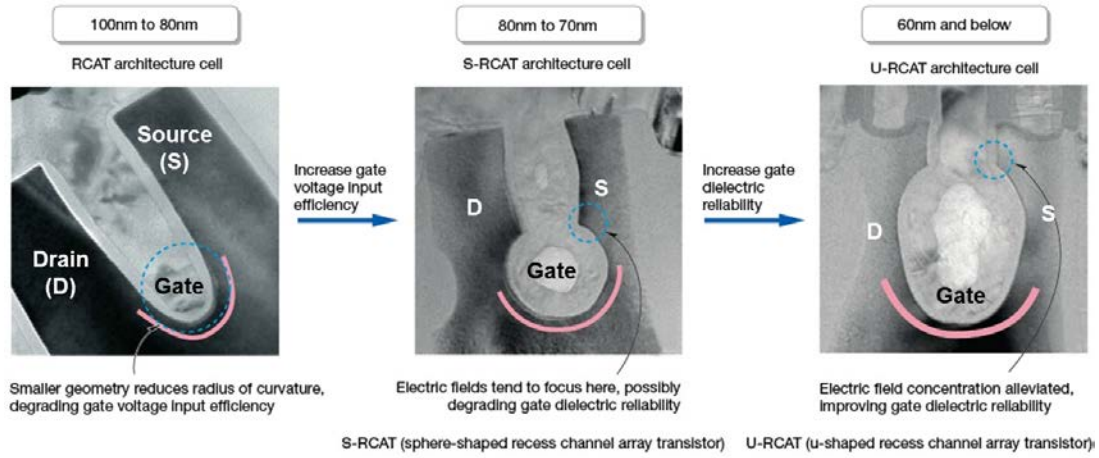 100nm to 80nm
RCAT architecture cell
Source
(S)
Drain
(D)
Gate
Smaller geometry reduces radius of curvature,
degrading gate voltage input efficiency
Increase gate
voltage input
efficiency
80nm to 70nm
S-RCAT architecture cell
D
S
Gate
Electric fields tend to focus here, possibly
degrading gate dielectric reliability
S-RCAT (sphere-shaped recess channel array transistor)
Increase gate
dielectric
reliability
60nm and below
U-RCAT architecture cell
D
S
Gate
Electric field concentration alleviated,
improving gate dielectric reliability
U-RCAT (u-shaped recess channel array transistor)